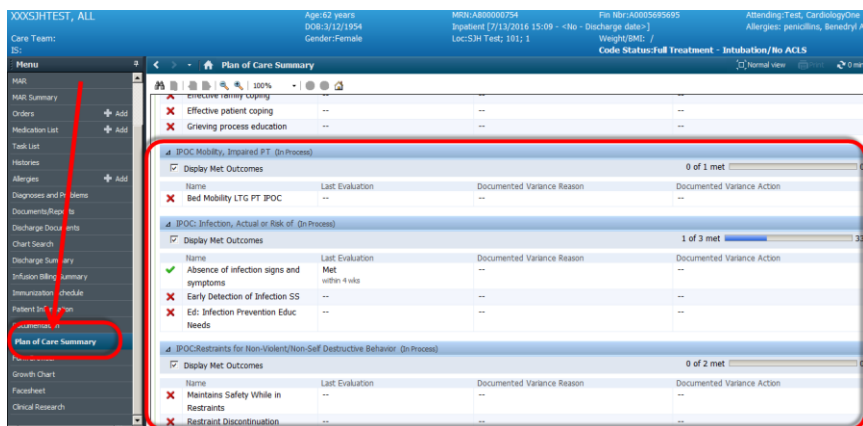 XXXSJHTEST, ALL
Age:62 years
MRN:A800000754
Fin Nbr:A0005695695
Attending:Test, CardiologyOne
DOB:3/12/1954
Inpatient [7/13/2016 15:09 - <No - Discharge date>]
Allergies: penicillins, Benedryl A
Care Team:
Gender:Female
Loc:SJH Test; 101; 1
Weight/BMI: /
IS:
Code Status:Full Treatment - Intubation/No ACLS
Menu
Plan of Care Summary
Normal view
Print
0 min
MAR
MAR Summary
Orders
Add
Medication List
Add
Task List
Histories
Allergies
Add
Diagnoses and Problems
Documents/Reports
Discharge Documents
Chart Search
Discharge Summary
Infusion Billing Summary
Immunization Schedule
Patient Information
Documentation
Plan of Care Summary
Growth Chart
Facesheet
Clinical Research
100%
Effective family coping -- -- --
Effective patient coping -- -- --
Grieving process education -- -- --
IPOC Mobility, Impaired PT (In Process)
Display Met Outcomes
0 of 1 met
0
Name Last Evaluation Documented Variance Reason Documented Variance Action
Bed Mobility LTG PT IPOC -- -- --
IPOC: Infection, Actual or Risk of (In Process)
Display Met Outcomes
1 of 3 met
33
Name Last Evaluation Documented Variance Reason Documented Variance Action
Absence of infection signs and Met -- --
symptoms within 4 wks
Early Detection of Infection SS -- -- --
Ed: Infection Prevention Educ -- -- --
Needs
IPOC:Restraints for Non-Violent/Non-Self Destructive Behavior (In Process)
Display Met Outcomes
0 of 2 met
0
Name Last Evaluation Documented Variance Reason Documented Variance Action
Maintains Safety While in -- -- --
Restraints
Restraint Discontinuation -- -- --